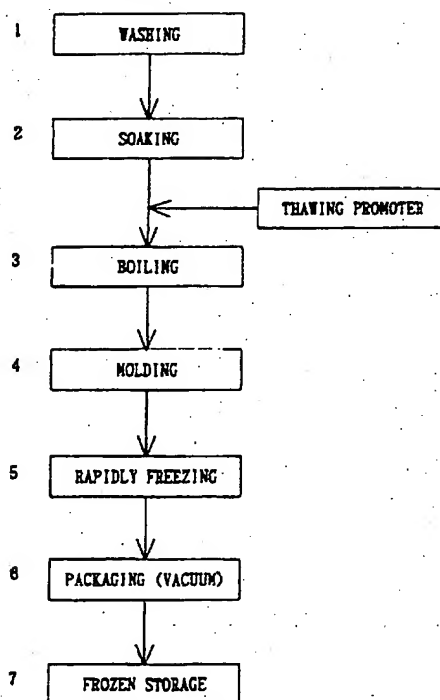 1 WASHING
2 SOAKING
THAWING PROMOTER
3 BOILING
4 MOLDING
5 RAPIDLY FREEZING
6 PACKAGING (VACUUM)
7 FROZEN STORAGE